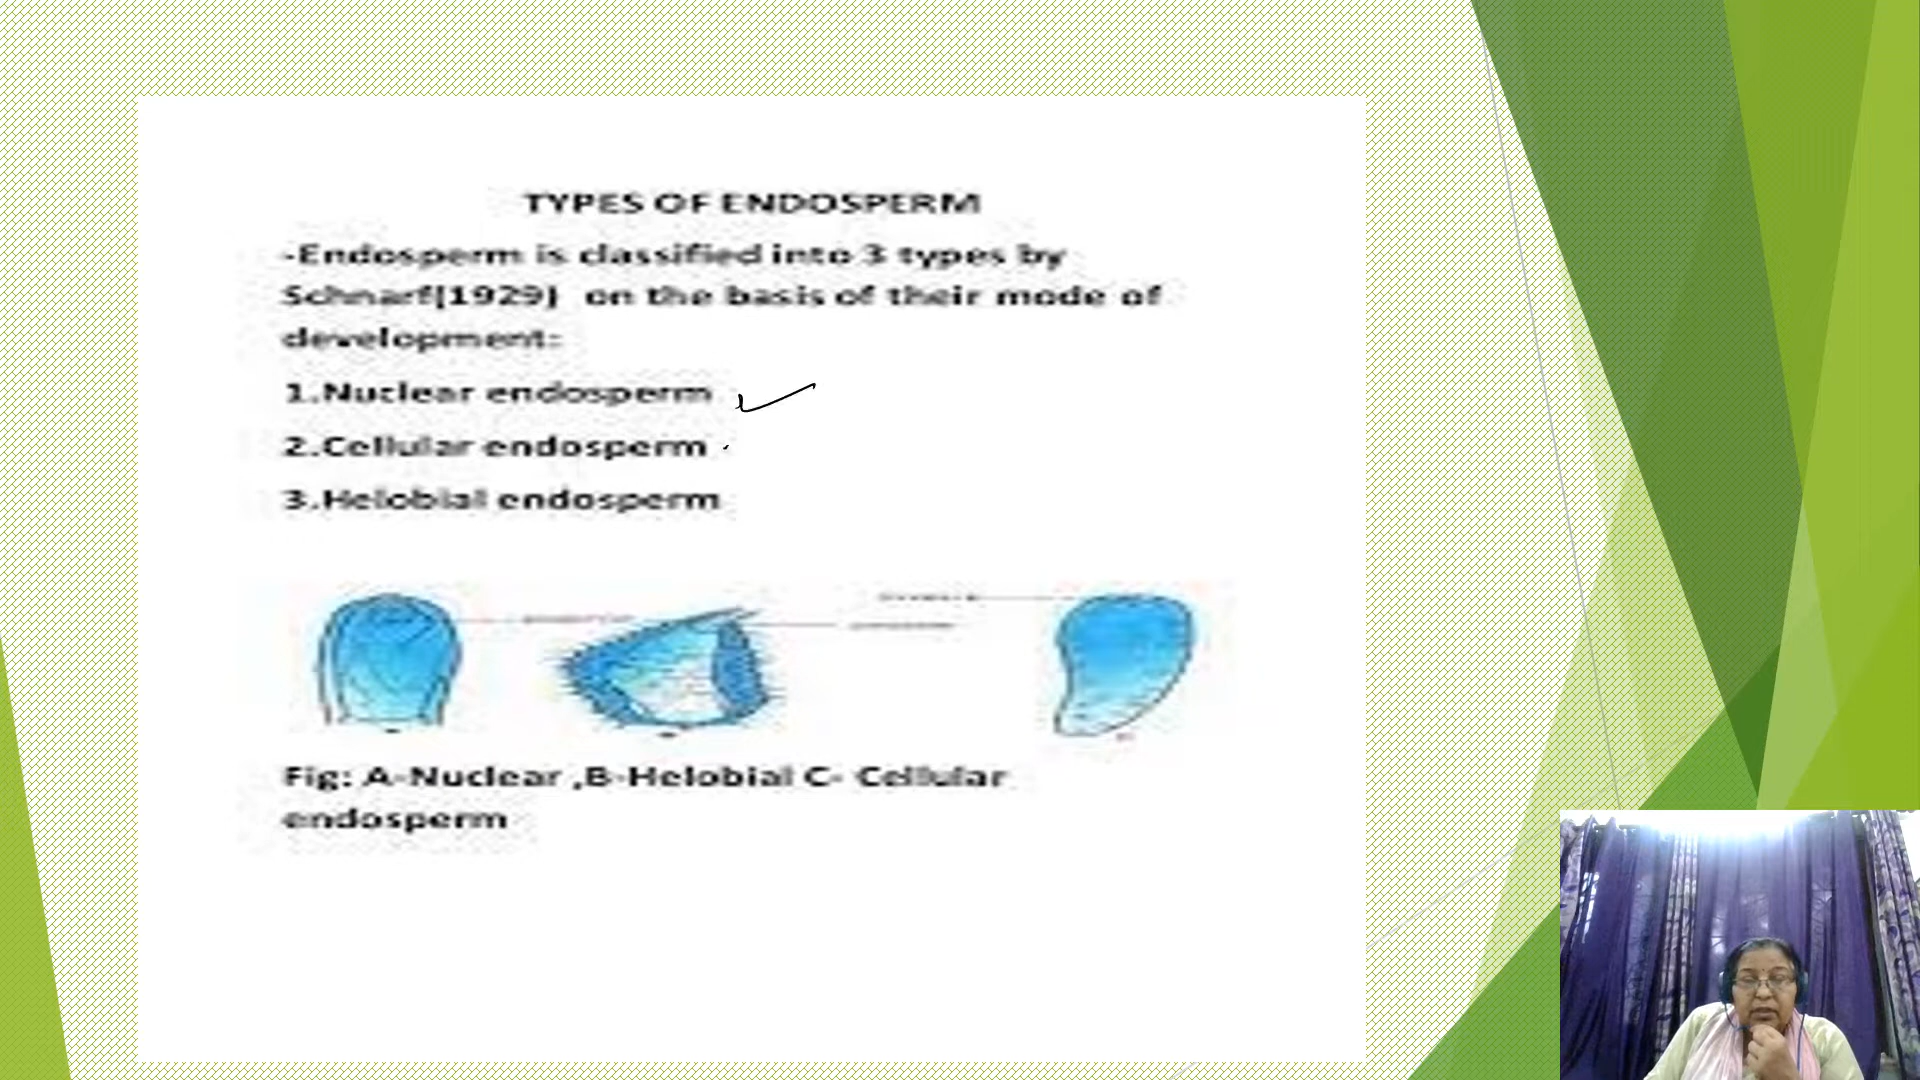 TYPES OF ENDOSPERM
-Endosperm is classified into 3 types by
Schnarf(1929) on the basis of their mode of
development:
1.Nuclear endosperm
2.Cellular endosperm
3.Helobial endosperm
Fig: A-Nuclear ,B-Helobial C- Cellular
endosperm